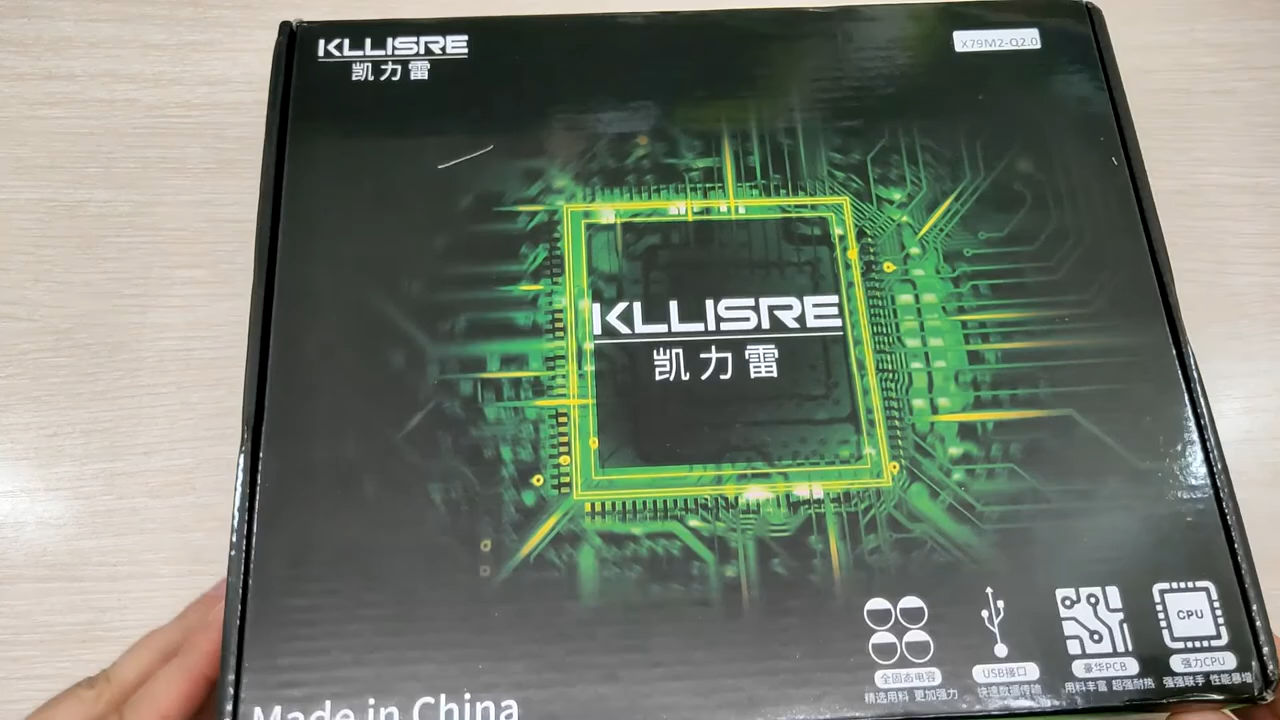 KLLISRE
凯力雷
X79M2-Q2.0
KLLISRE
凯力雷
CPU
全固态电容
精选用料 更加强力
USB接口
快速数据传输
豪华PCB
用料丰富 超强耐热
强力CPU
强强联手 性能悬增
Made in China